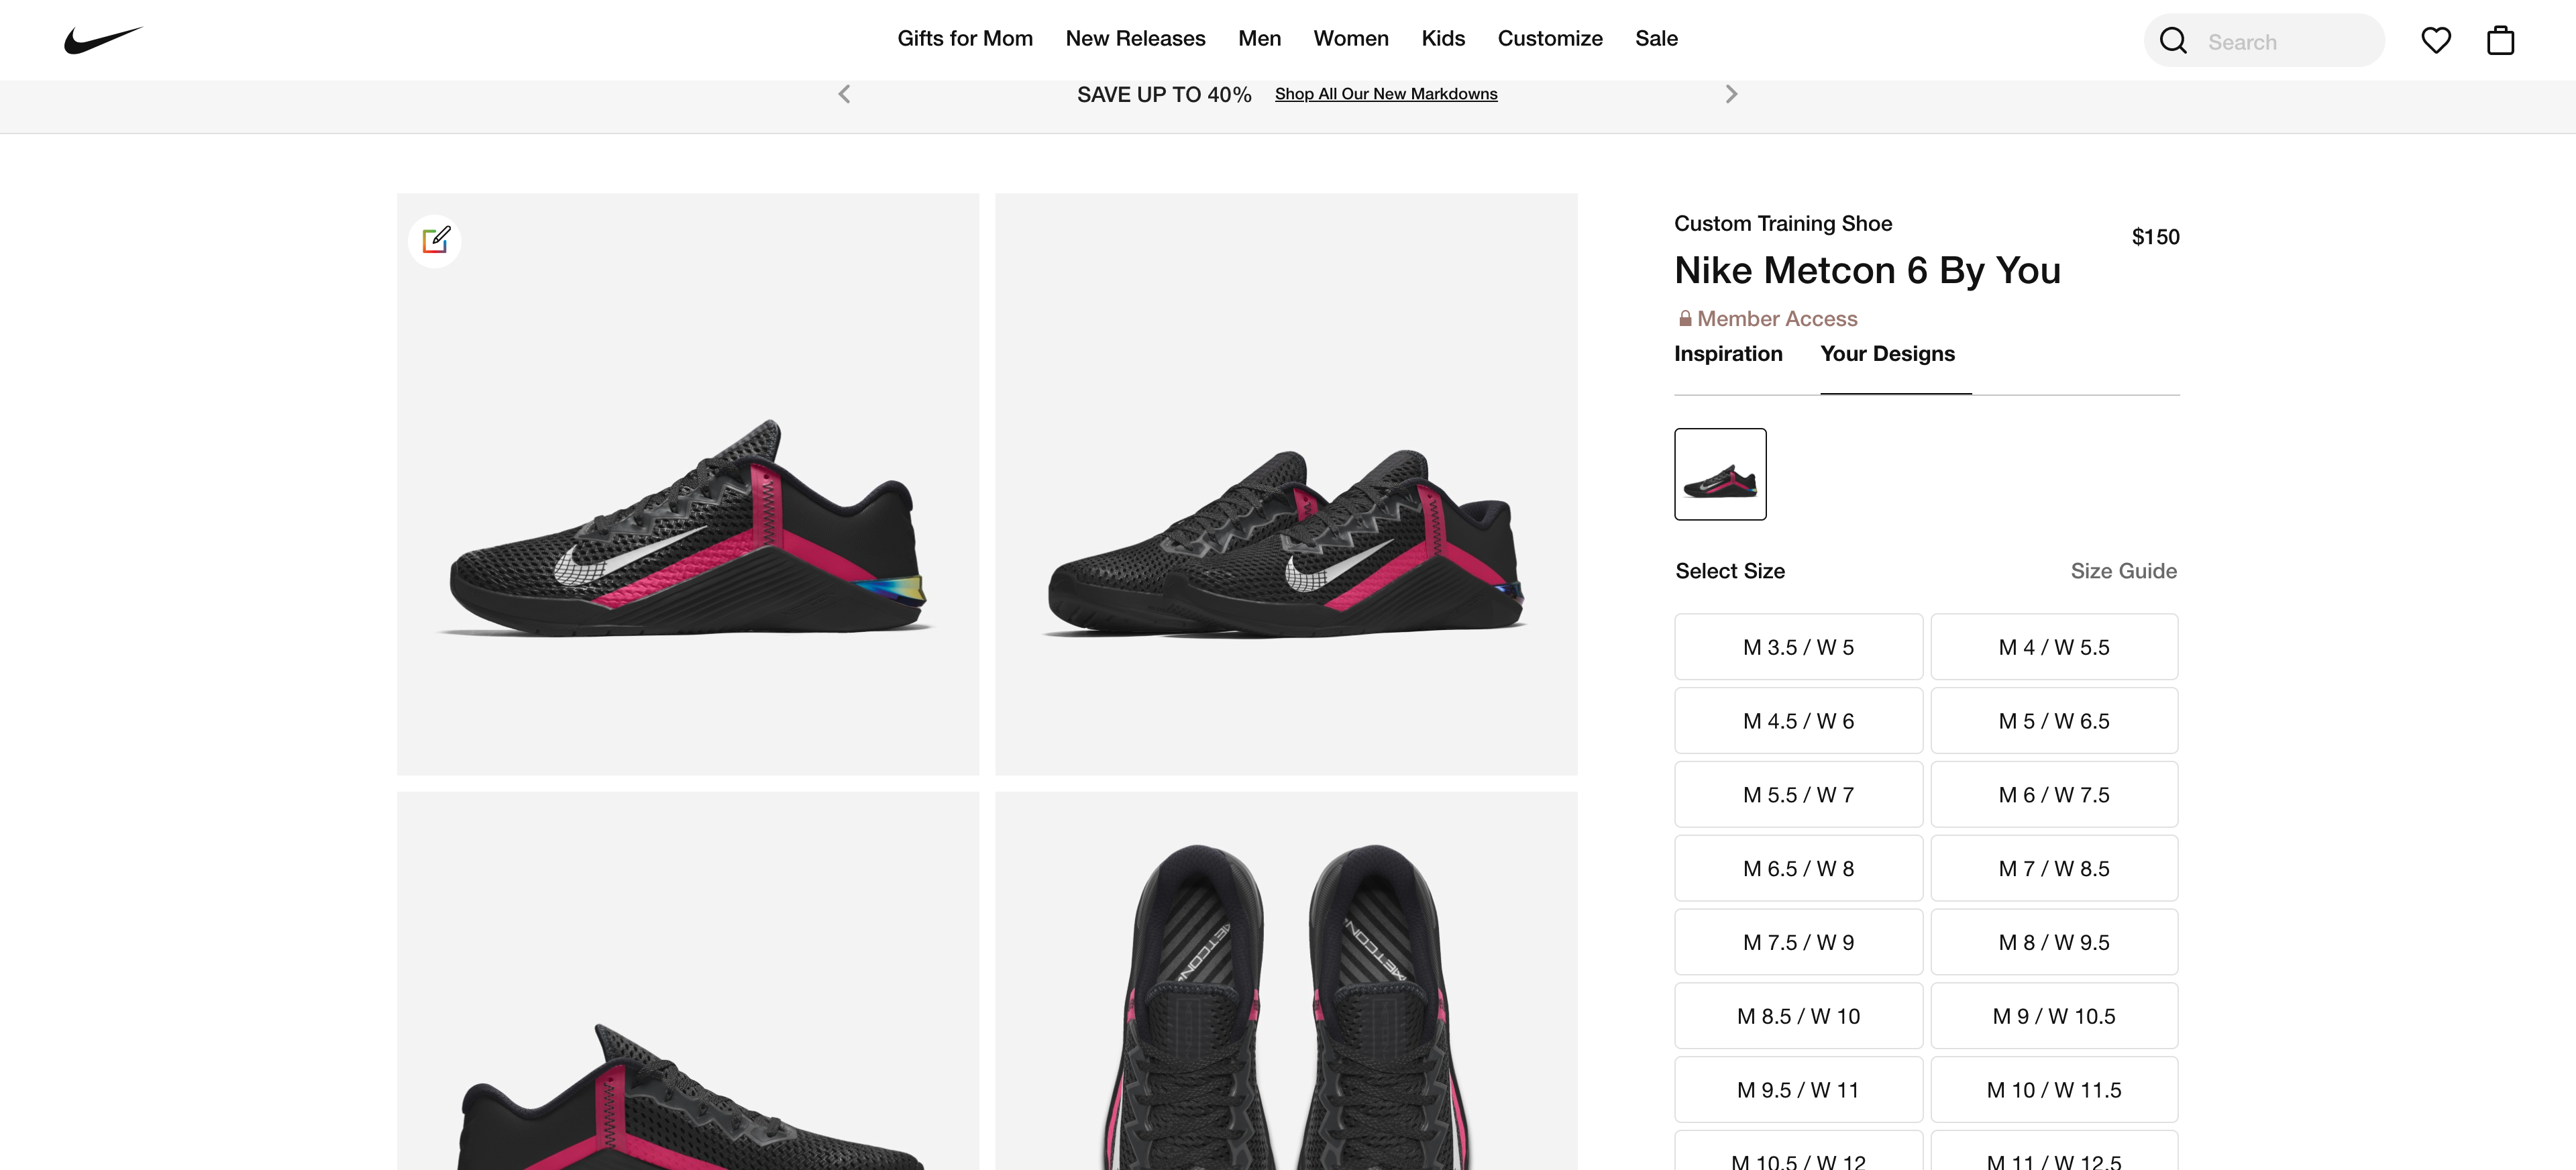 Gifts for Mom New Releases Men Women Kids Customize Sale
Search
SAVE UP TO 40% Shop All Our New Markdowns
Custom Training Shoe
$150
Nike Metcon 6 By You
Member Access
Inspiration Your Designs
Select Size Size Guide
M 3.5 / W 5 M 4 / W 5.5
M 4.5 / W 6 M 5 / W 6.5
M 5.5 / W 7 M 6 / W 7.5
M 6.5 / W 8 M 7 / W 8.5
M 7.5 / W 9 M 8 / W 9.5
METCON METCON
M 8.5 / W 10 M 9 / W 10.5
M 9.5 / W 11 M 10 / W 11.5
M 10.5 / W 12 M 11 / W 12.5